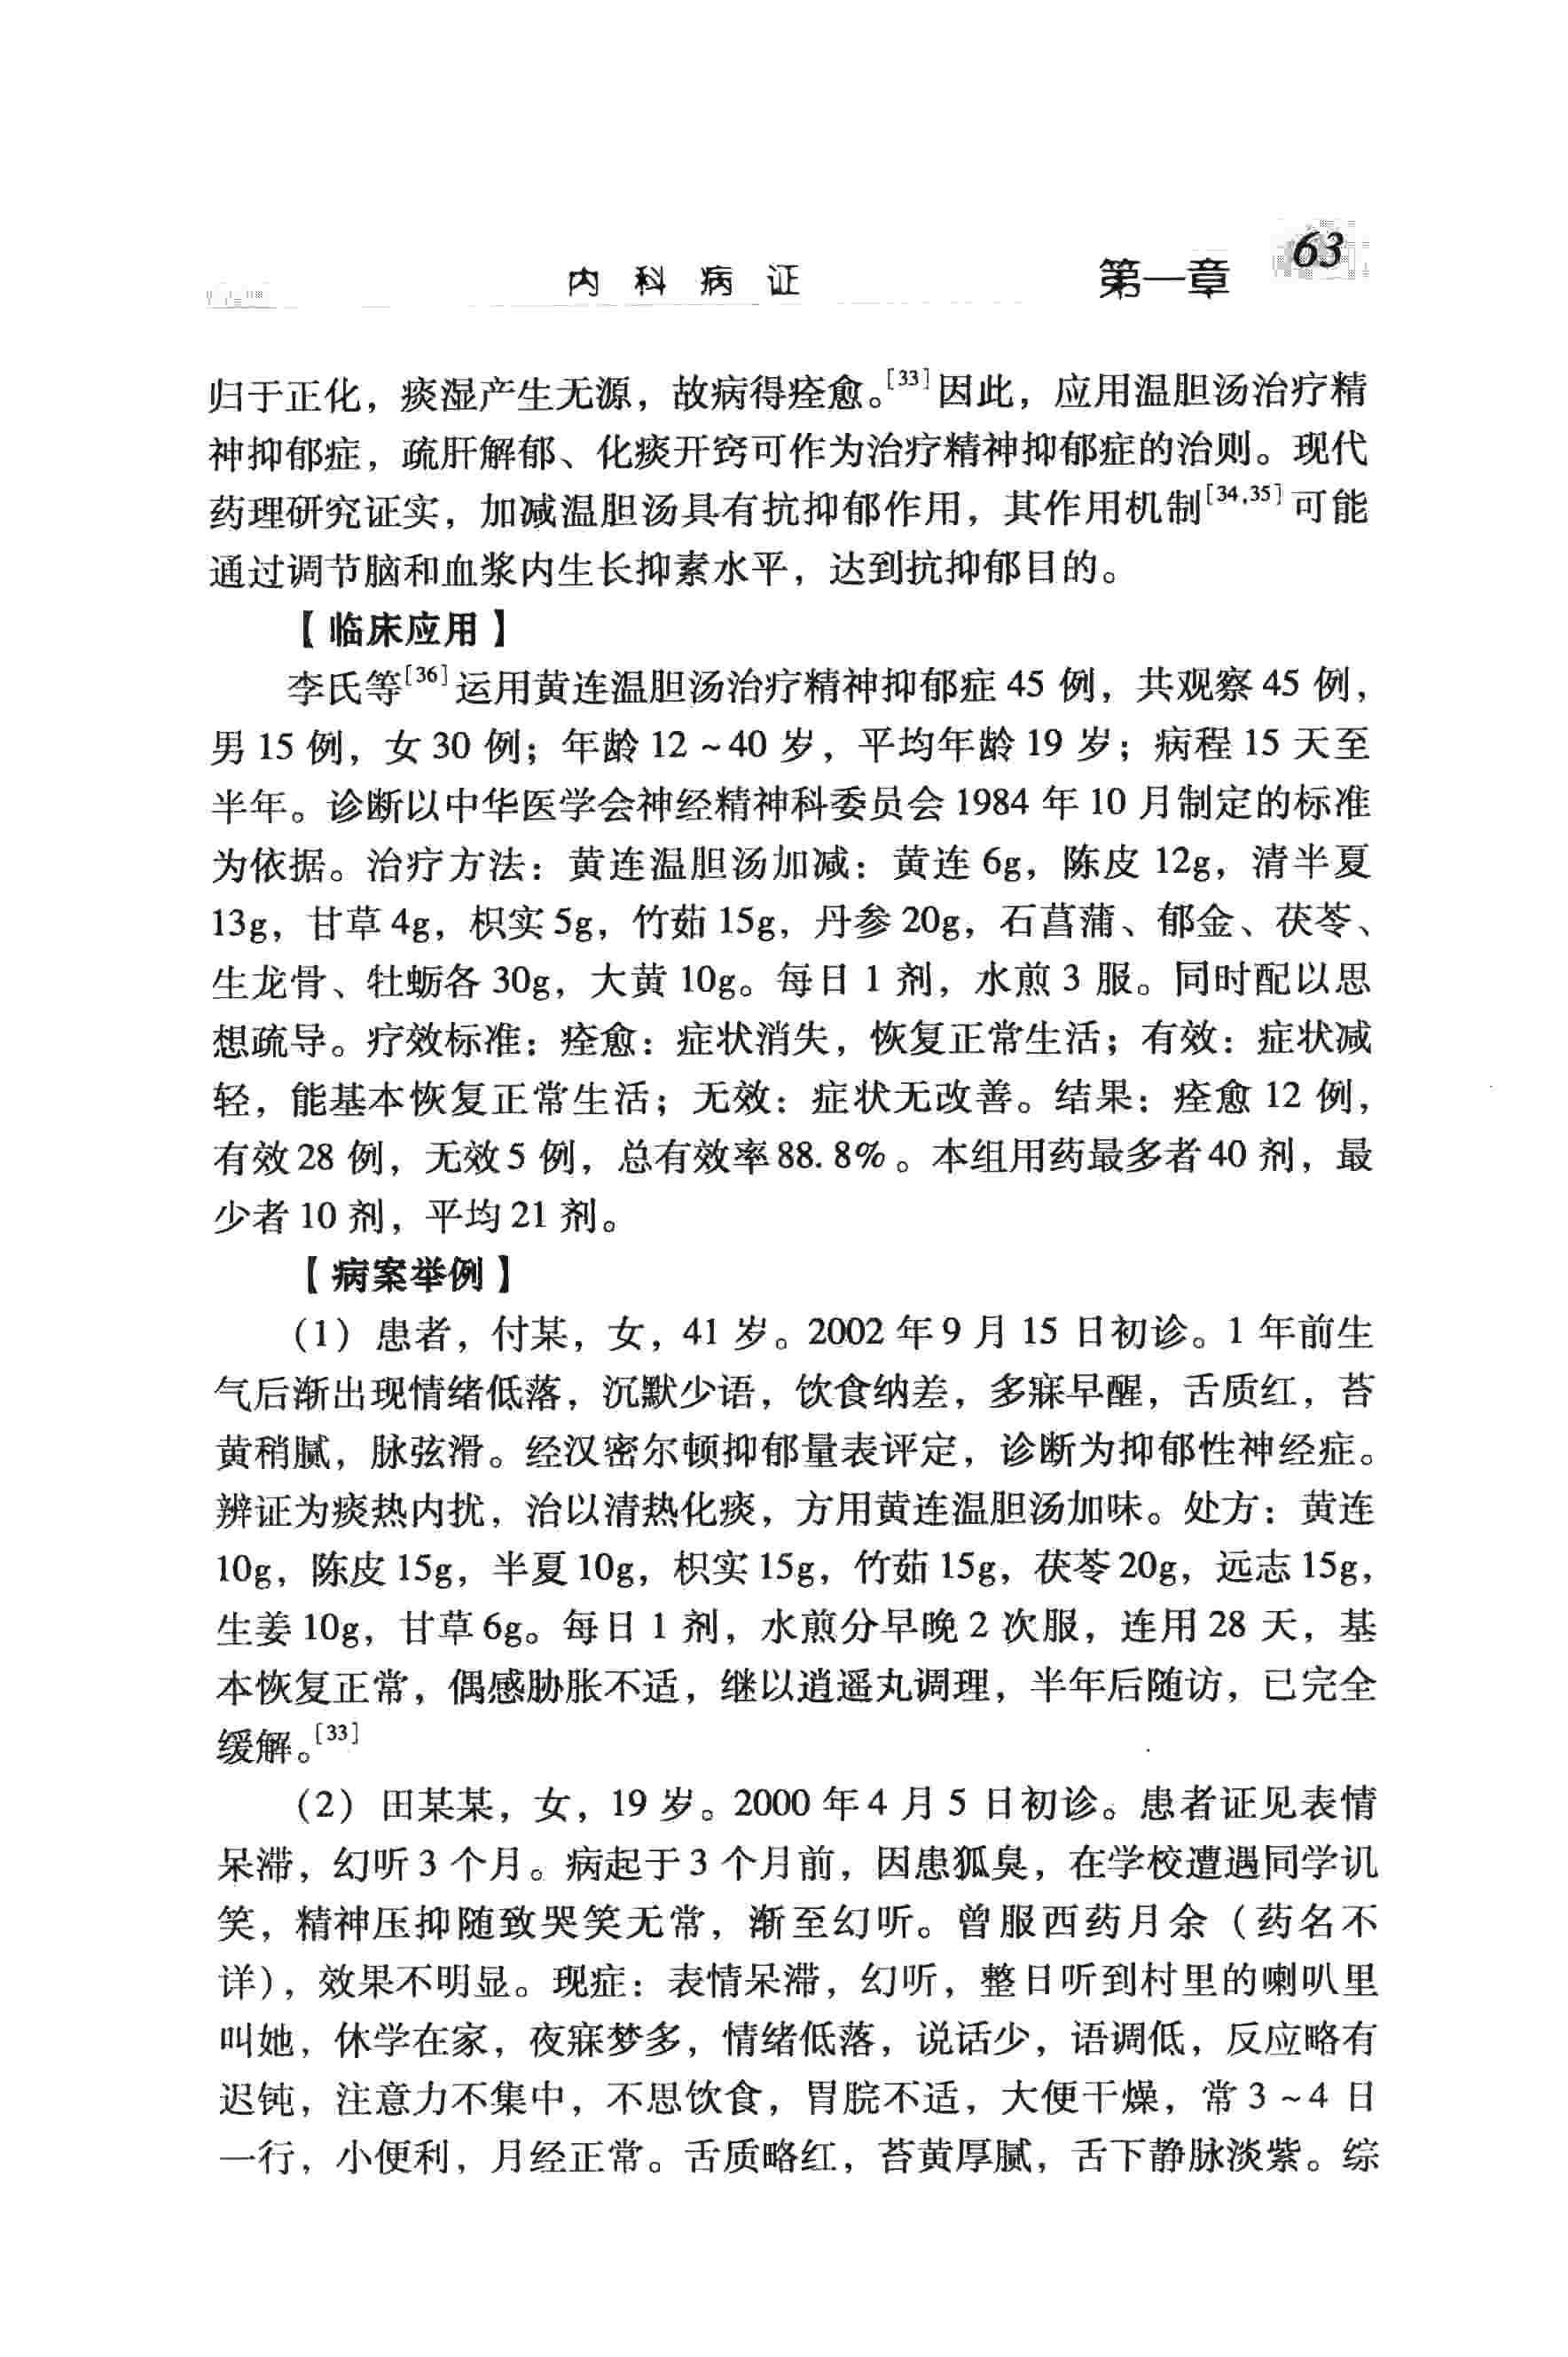 内科病证 第一章 63
归于正化，痰湿产生无源，故病得痊愈。[33]因此，应用温胆汤治疗精
神抑郁症，疏肝解郁、化痰开窍可作为治疗精神抑郁症的治则。现代
药理研究证实，加减温胆汤具有抗抑郁作用，其作用机制[34,35]可能
通过调节脑和血浆内生长抑素水平，达到抗抑郁目的。
【临床应用】
李氏等[36]运用黄连温胆汤治疗精神抑郁症 45 例，共观察 45 例，
男 15 例，女 30 例；年龄 12～40 岁，平均年龄 19 岁；病程 15 天至
半年。诊断以中华医学会神经精神科委员会 1984 年 10 月制定的标准
为依据。治疗方法：黄连温胆汤加减：黄连 6g，陈皮 12g，清半夏
13g，甘草 4g，枳实 5g，竹茹 15g，丹参 20g，石菖蒲、郁金、茯苓、
生龙骨、牡蛎各 30g，大黄 10g。每日 1 剂，水煎 3 服。同时配以思
想疏导。疗效标准：痊愈：症状消失，恢复正常生活；有效：症状减
轻，能基本恢复正常生活；无效：症状无改善。结果：痊愈 12 例，
有效 28 例，无效 5 例，总有效率 88.8%。本组用药最多者 40 剂，最
少者 10 剂，平均 21 剂。
【病案举例】
（1）患者，付某，女，41 岁。2002 年 9 月 15 日初诊。1 年前生
气后渐出现情绪低落，沉默少语，饮食纳差，多寐早醒，舌质红，苔
黄稍腻，脉弦滑。经汉密尔顿抑郁量表评定，诊断为抑郁性神经症。
辨证为痰热内扰，治以清热化痰，方用黄连温胆汤加味。处方：黄连
10g，陈皮 15g，半夏 10g，枳实 15g，竹茹 15g，茯苓 20g，远志 15g，
生姜 10g，甘草 6g。每日 1 剂，水煎分早晚 2 次服，连用 28 天，基
本恢复正常，偶感胁胀不适，继以逍遥丸调理，半年后随访，已完全
缓解。[33]
（2）田某某，女，19 岁。2000 年 4 月 5 日初诊。患者证见表情
呆滞，幻听 3 个月。病起于 3 个月前，因患狐臭，在学校遭遇同学讥
笑，精神压抑随致哭笑无常，渐至幻听。曾服西药月余（药名不
详），效果不明显。现症：表情呆滞，幻听，整日听到村里的喇叭里
叫她，休学在家，夜寐梦多，情绪低落，说话少，语调低，反应略有
迟钝，注意力不集中，不思饮食，胃脘不适，大便干燥，常 3～4 日
一行，小便利，月经正常。舌质略红，苔黄厚腻，舌下静脉淡紫。综